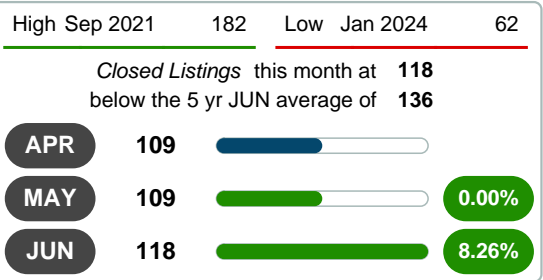 High Sep 2021 182 Low Jan 2024 62
Closed Listings this month at 118
below the 5 yr JUN average of 136
APR 109
MAY 109 0.00%
JUN 118 8.26%